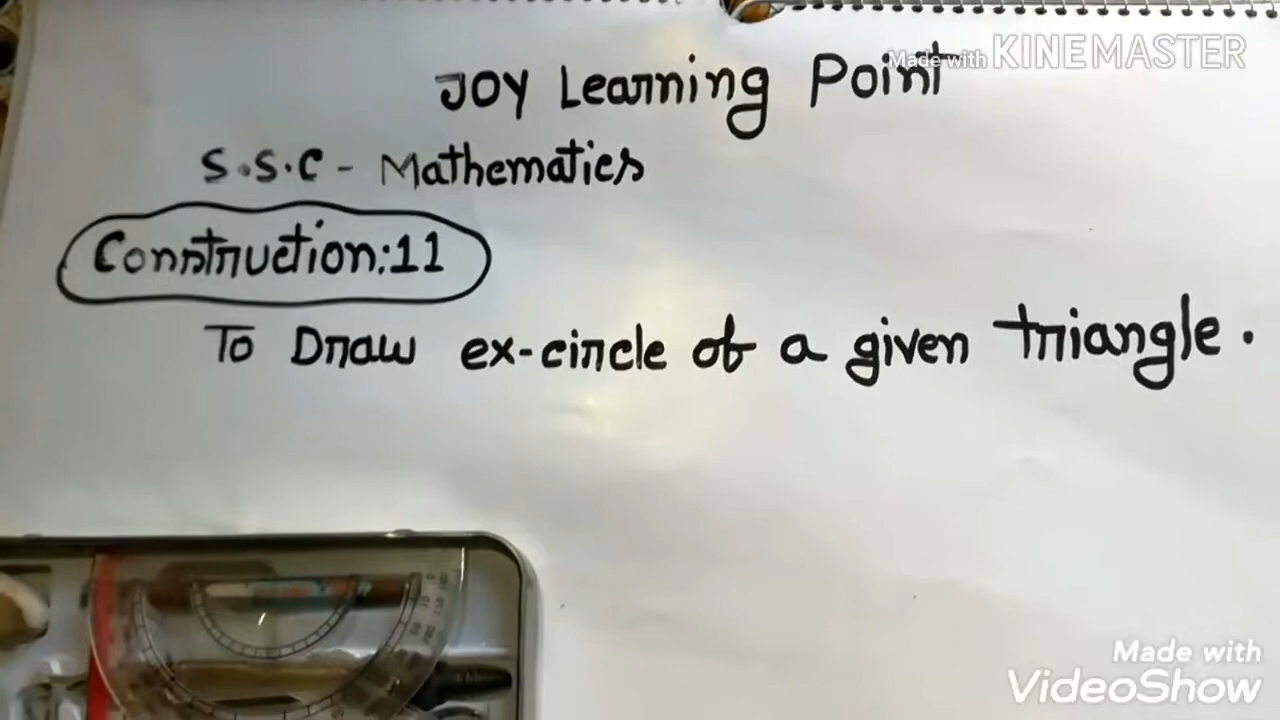 Made with KINEMASTER
JOY Learning Point
S.S.C - Mathematics
Construction:11
To Draw ex-circle of a given triangle.
Made with
VideoShow